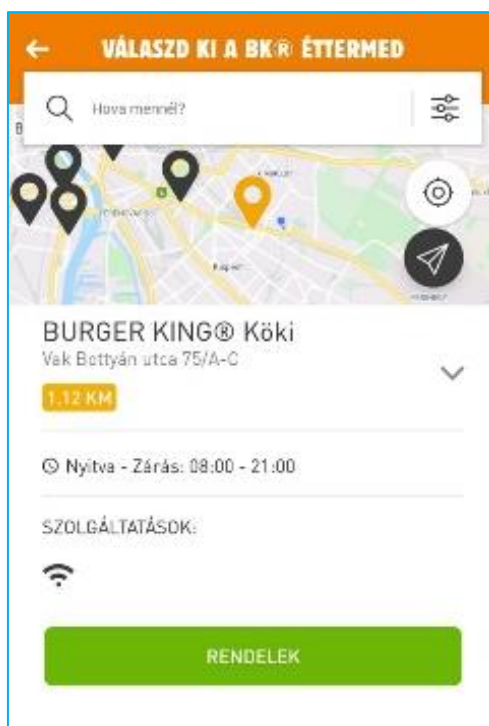 VÁLASZD KI A BK® ÉTTERMED
Hova mennél?
BURGER KING® Köki
Vak Bottyán utca 75/A-C
1.12 KM
Nyitva - Zárás: 08:00 - 21:00
SZOLGÁLTATÁSOK:
RENDELEK